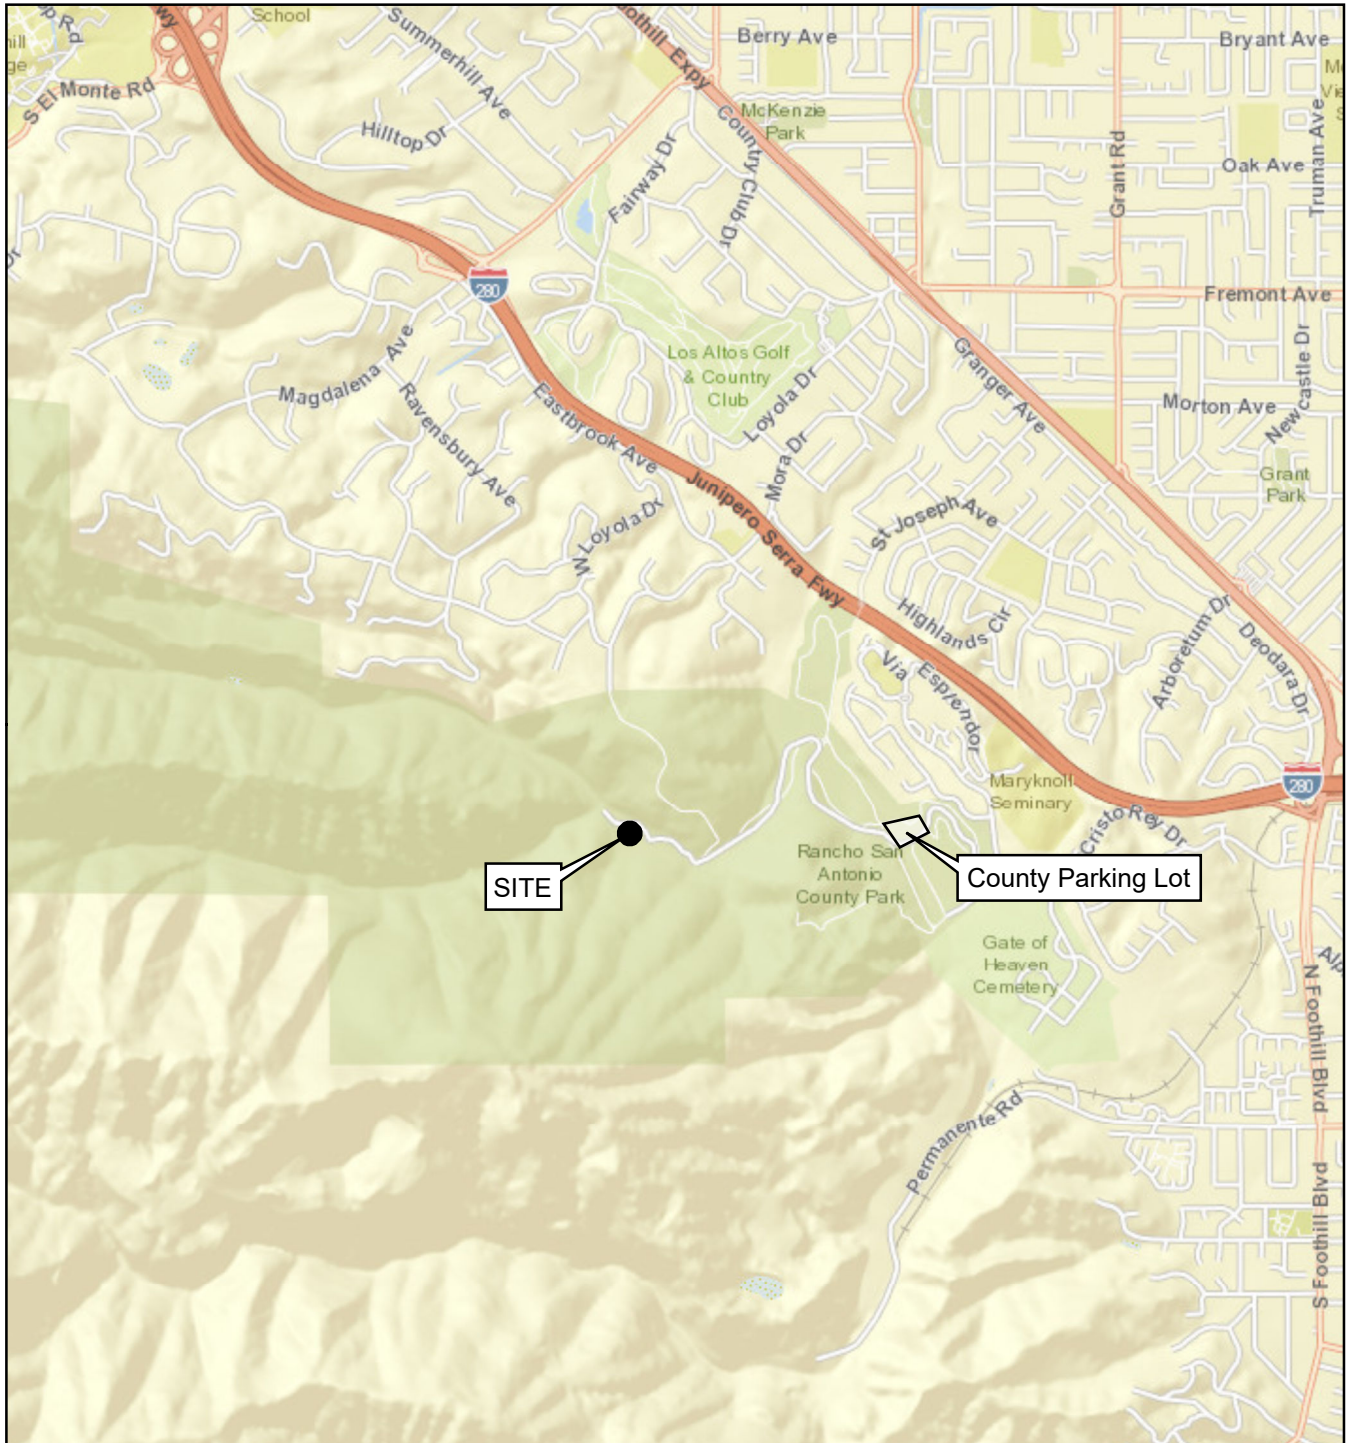 School
Summerhill Ave
Foothill Expy
Berry Ave
Bryant Ave
S El Monte Rd
Hilltop Dr
McKenzie
Park
Country Club Dr
Fairway Dr
Grant Rd
Oak Ave
Truman Ave
280
Fremont Ave
Los Altos Golf
& Country
Club
Granger Ave
Magdalena Ave
Ravensbury Ave
Eastbrook Ave
Loyola Dr
Mora Dr
Morton Ave
Newcastle Dr
Junipero Serra Fwy
Grant
Park
St Joseph Ave
W Loyola Dr
Highlands Cir
Arboretum Dr
Deodara Dr
Via Esplendor
Maryknoll
Seminary
280
Cristo Rey Dr
SITE
Rancho San
Antonio
County Park
County Parking Lot
Gate of
Heaven
Cemetery
N Foothill Blvd
Permanente Rd
S Foothill Blvd